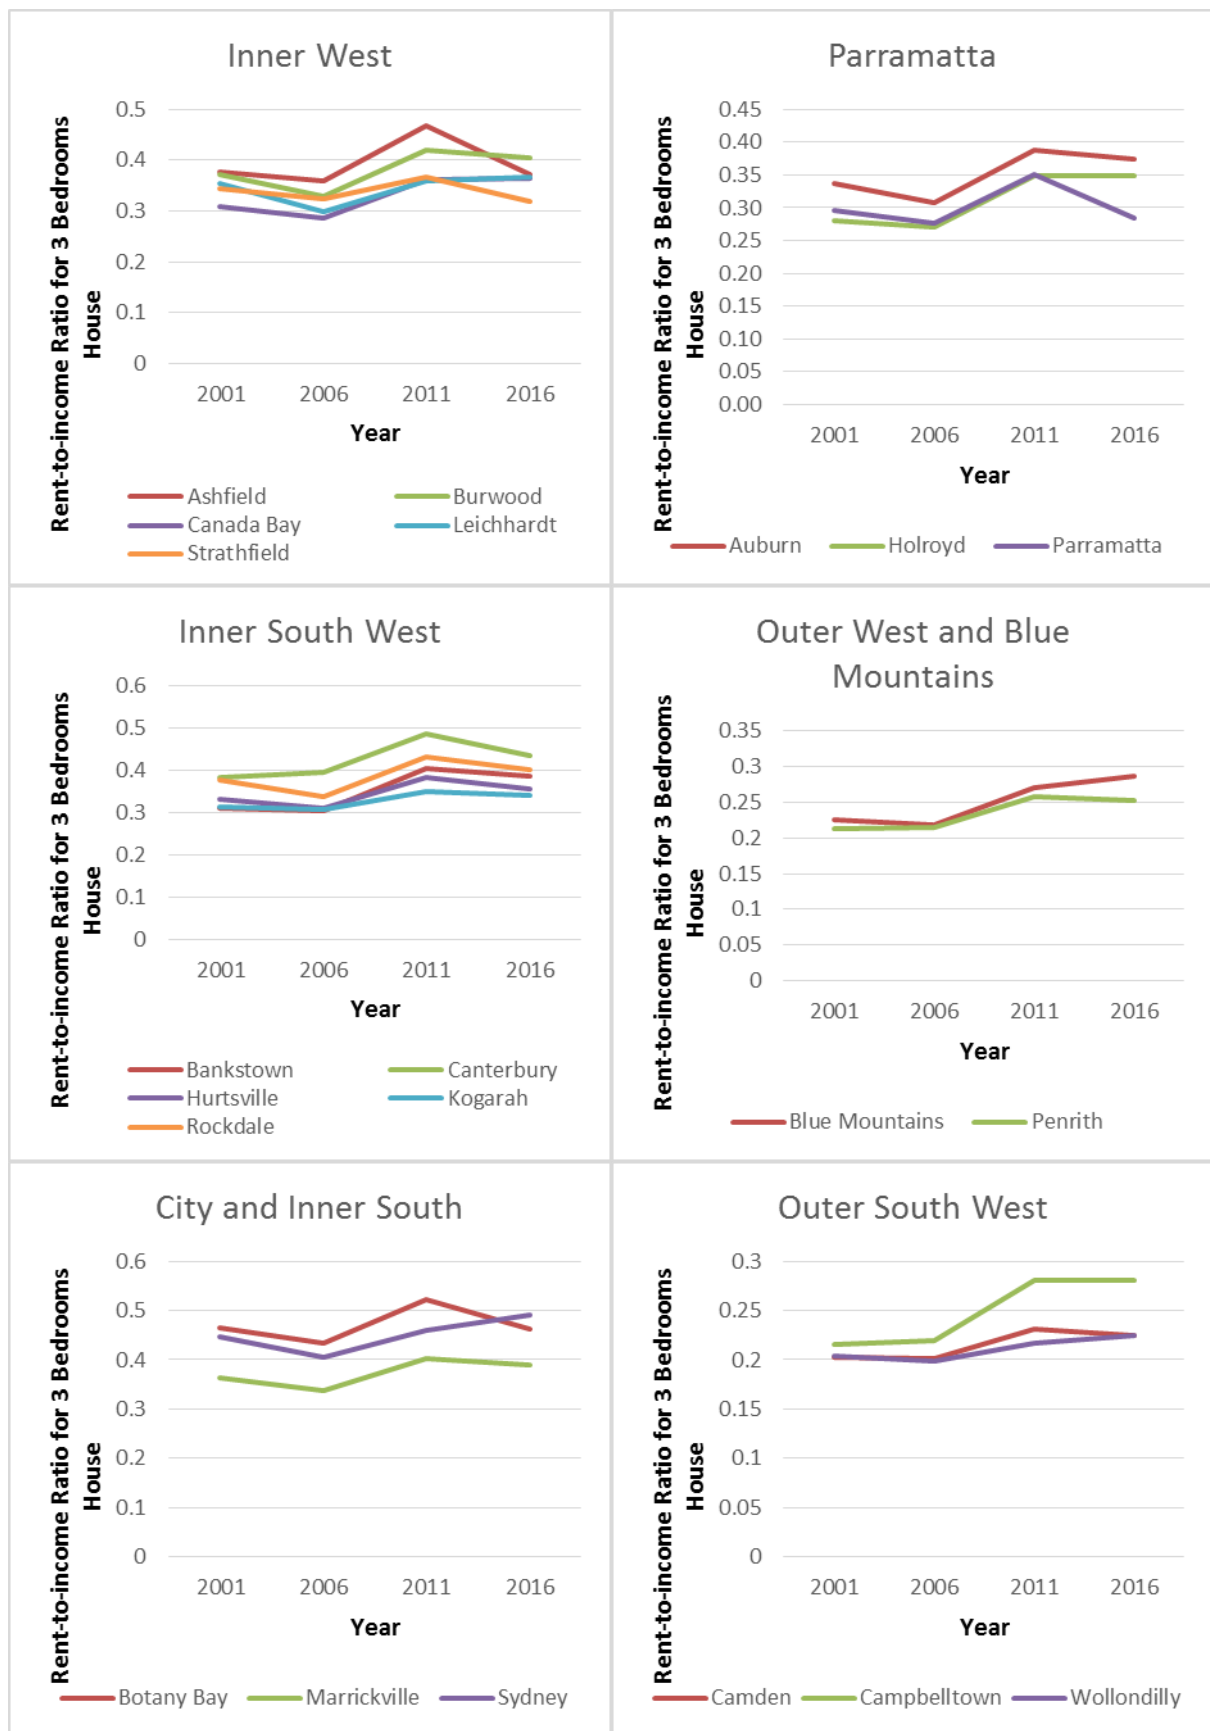 Inner West
Rent-to-income Ratio for 3 Bedrooms
House
0.5
0.4
0.3
0.2
0.1
0
2001 2006 2011 2016
Year
Ashfield Burwood
Canada Bay Leichhardt
Strathfield
Parramatta
Rent-to-income Ratio for 3 Bedrooms
House
0.45
0.40
0.35
0.30
0.25
0.20
0.15
0.10
0.05
0.00
2001 2006 2011 2016
Year
Auburn Holroyd Parramatta
Inner South West
Rent-to-income Ratio for 3 Bedrooms
House
0.6
0.5
0.4
0.3
0.2
0.1
0
2001 2006 2011 2016
Year
Bankstown Canterbury
Hurtsville Kogarah
Rockdale
Outer West and Blue
Mountains
Rent-to-income Ratio for 3 Bedrooms
House
0.35
0.3
0.25
0.2
0.15
0.1
0.05
0
2001 2006 2011 2016
Year
Blue Mountains Penrith
City and Inner South
Rent-to-income Ratio for 3 Bedrooms
House
0.6
0.5
0.4
0.3
0.2
0.1
0
2001 2006 2011 2016
Year
Botany Bay Marrickville Sydney
Outer South West
Rent-to-income Ratio for 3 Bedrooms
House
0.3
0.25
0.2
0.15
0.1
0.05
0
2001 2006 2011 2016
Year
Camden Campbelltown Wollondilly